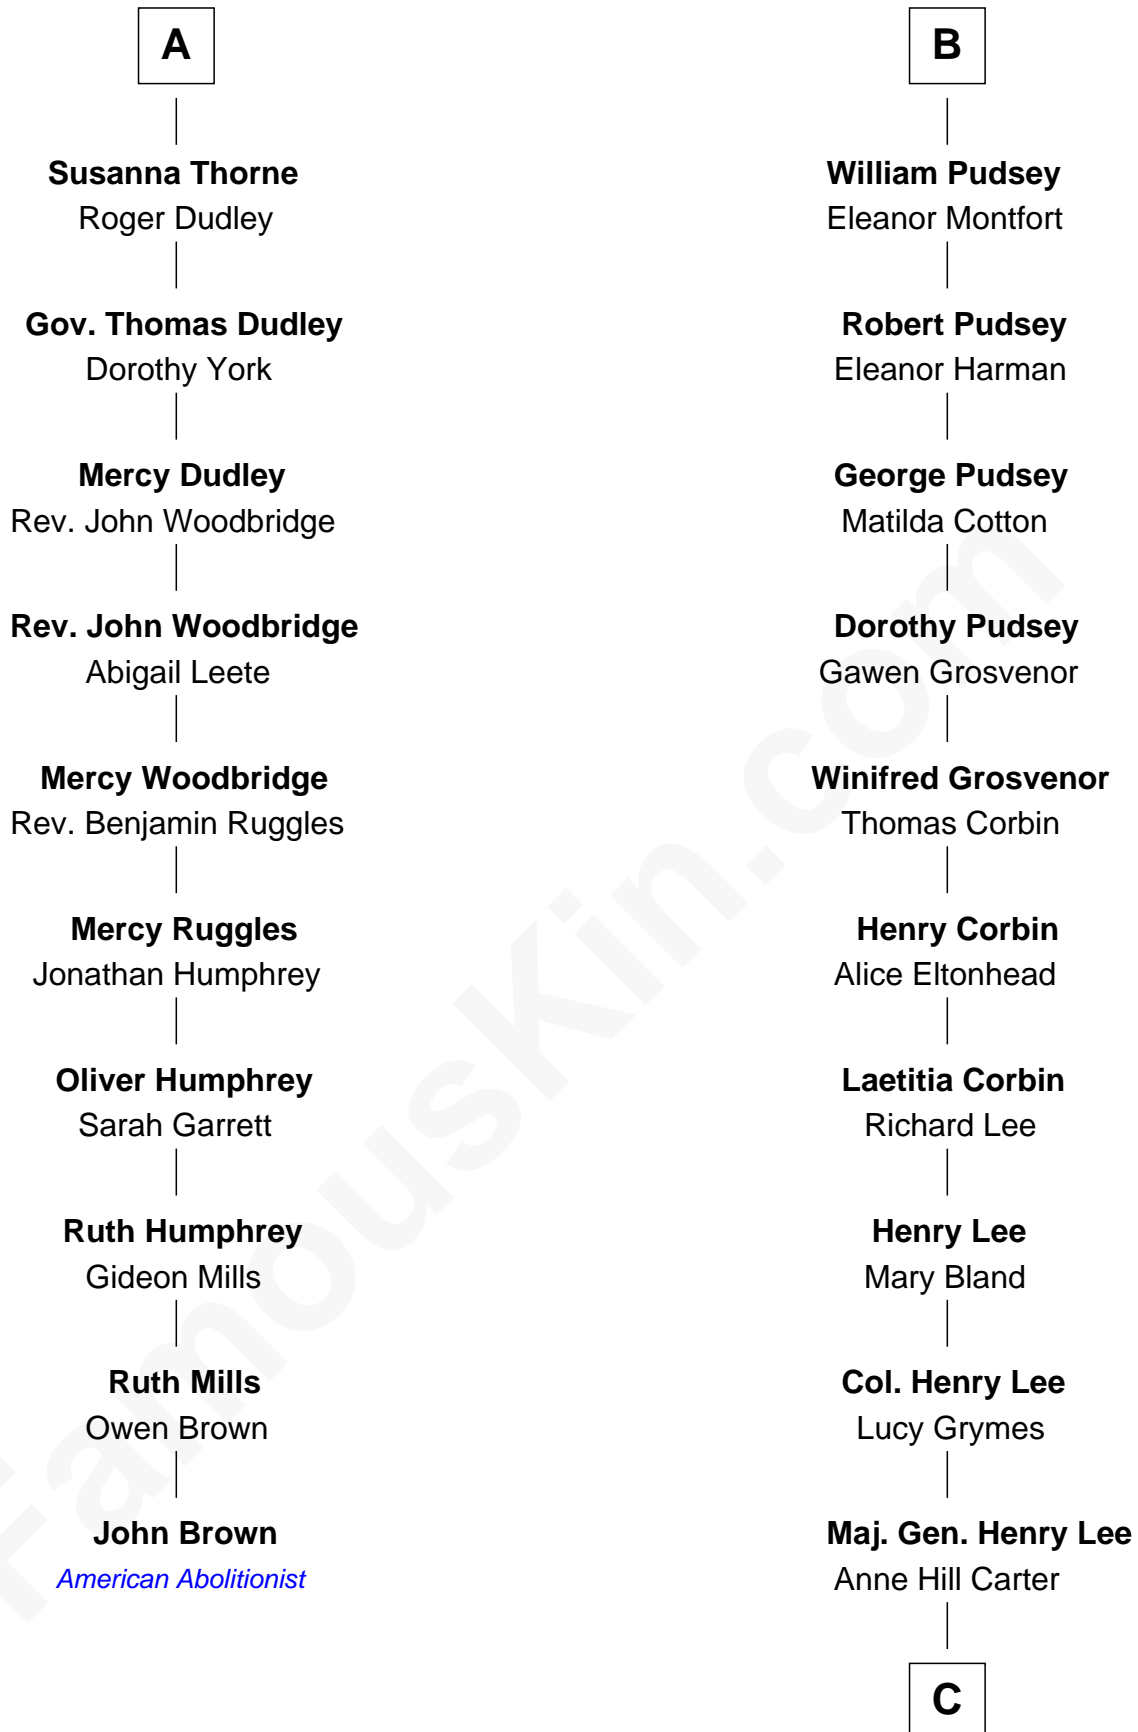 A
Susanna Thorne
Roger Dudley
Gov. Thomas Dudley
Dorothy York
Mercy Dudley
Rev. John Woodbridge
Rev. John Woodbridge
Abigail Leete
Mercy Woodbridge
Rev. Benjamin Ruggles
Mercy Ruggles
Jonathan Humphrey
Oliver Humphrey
Sarah Garrett
Ruth Humphrey
Gideon Mills
Ruth Mills
Owen Brown
John Brown
American Abolitionist
B
William Pudsey
Eleanor Montfort
Robert Pudsey
Eleanor Harman
George Pudsey
Matilda Cotton
Dorothy Pudsey
Gawen Grosvenor
Winifred Grosvenor
Thomas Corbin
Henry Corbin
Alice Eltonhead
Laetitia Corbin
Richard Lee
Henry Lee
Mary Bland
Col. Henry Lee
Lucy Grymes
Maj. Gen. Henry Lee
Anne Hill Carter
C
FamousKin.com